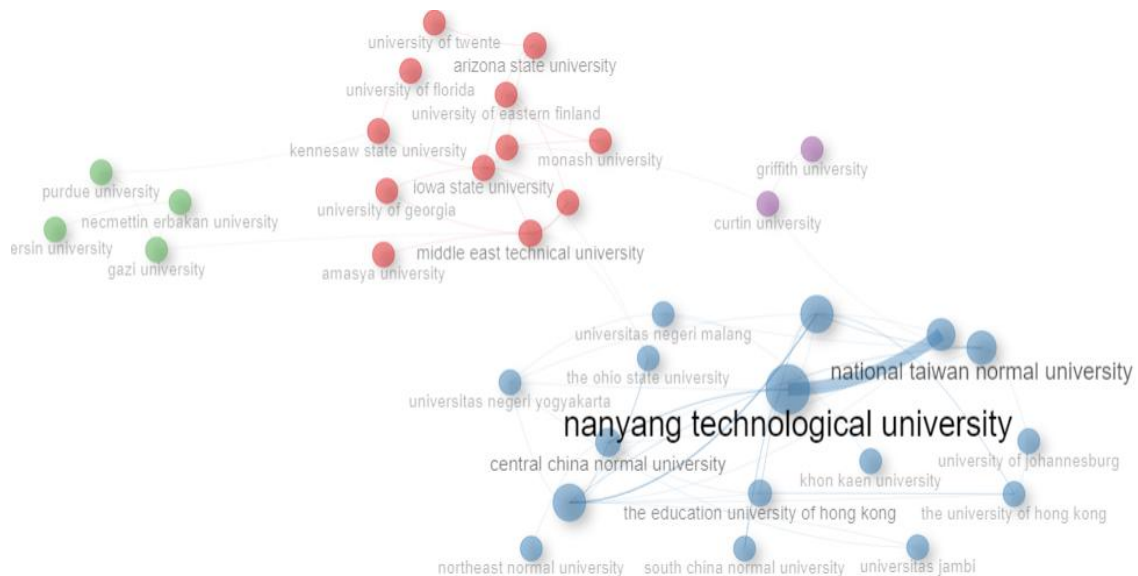 university of twente
arizona state university
university of florida
university of eastern finland
kennesaw state university
monash university
griffith university
purdue university
iowa state university
necmettin erbakan university
university of georgia
curtin university
ersin university
middle east technical university
gazi university
amasya university
universitas negeri malang
the ohio state university
national taiwan normal university
universitas negeri yogyakarta
nanyang technological university
central china normal university
university of johannesburg
khon kaen university
the education university of hong kong
the university of hong kong
northeast normal university
south china normal university
universitas jambi